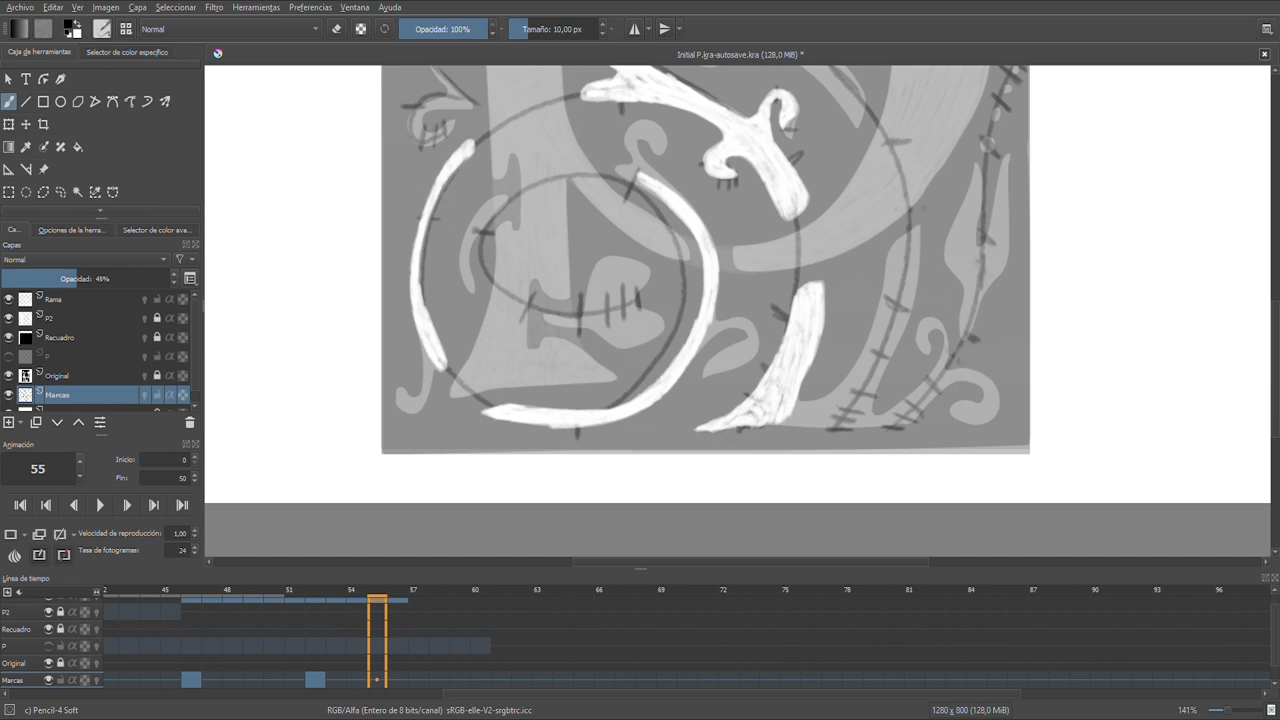 Archivo Editar Ver Imagen Capa Seleccionar Filtro Herramientas Preferencias Ventana Ayuda
Normal Opacidad: 100% Tamaño: 10,00 px
Caja de herramientas Selector de color específico
Initial P.kra-autosave.kra (128,0 MiB) *
T
Ca... Opciones de la herra... Selector de color ava...
Capas
Normal
Opacidad: 45%
Rama
P2
Recuadro
P
Original
Marcas
Animación
55 Inicio: 0
Fin: 50
Velocidad de reproducción: 1,00
Tasa de fotogramas: 24
Línea de tiempo
2 45 48 51 54 57 60 63 66 69 72 75 78 81 84 87 90 93 96
P2
Recuadro
P
Original
Marcas
c) Pencil-4 Soft RGB/Alfa (Entero de 8 bits/canal) sRGB-elle-V2-srgbtrc.icc 1280 x 800 (128,0 MiB) 141%